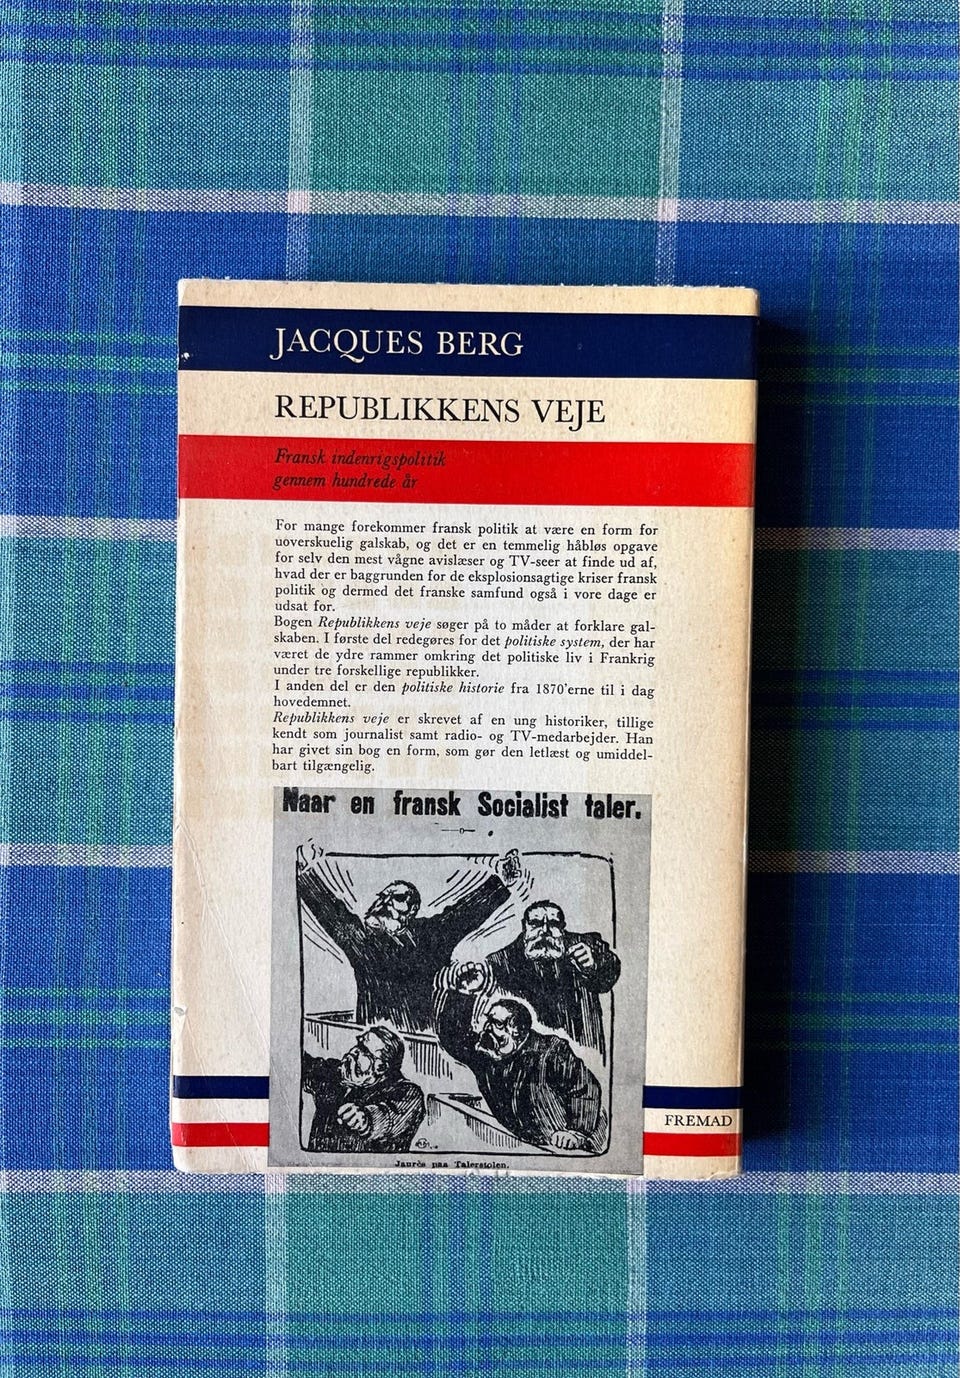 JACQUES BERG
REPUBLIKKENS VEJE
Fransk indenrigspolitik
gennem hundrede år
For mange forekommer fransk politik at være en form for
uoverskuelig galskab, og det er en temmelig håbløs opgave
for selv den mest vågne avislæser og TV-seer at finde ud af,
hvad der er baggrunden for de eksplosionsagtige kriser fransk
politik og dermed det franske samfund også i vore dage er
udsat for.
Bogen Republikkens veje søger på to måder at forklare gal-
skaben. I første del redegøres for det politiske system, der har
været de ydre rammer omkring det politiske liv i Frankrig
under tre forskellige republikker.
I anden del er den politiske historie fra 1870'erne til i dag
hovedemnet.
Republikkens veje er skrevet af en ung historiker, tillige
kendt som journalist samt radio- og TV-medarbejder. Han
har givet sin bog en form, som gør den letlæst og umiddel-
bart tilgængelig.
Naar en fransk Socialist taler.
Jaurès paa Talerstolen.
FREMAD